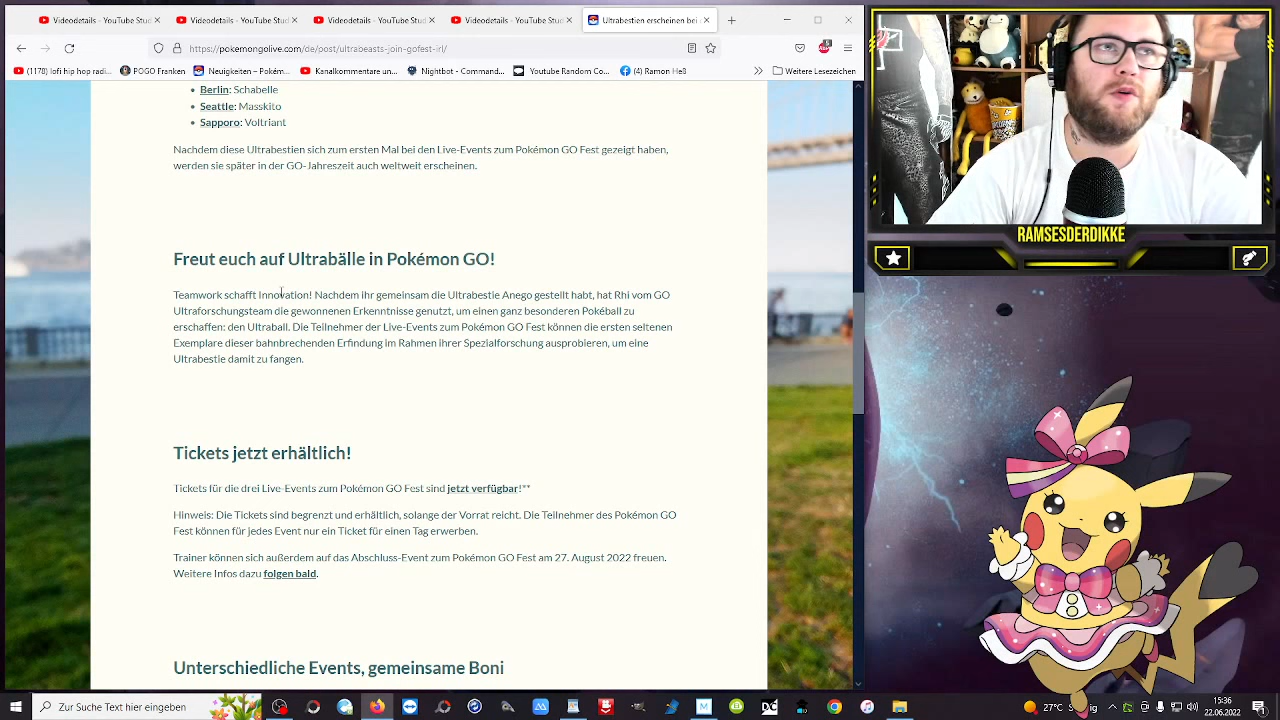 Videodetails - YouTube Stud
Videodetails - YouTube Studi
Videodetails - YouTube Stud
Videodetails - YouTube Stud
Ultrabestien erscheinen bei
https://pokemongolive.com/de/post/ultrabeasts-join-gofest-irl/
(1178) lofi hip hop radi...
POGO Frankfurt
Neuigkeiten
Kanalkommentare un...
Nightbot - Command...
Youtube Random Co...
(4) Ramon Heß
Weitere Lesezeichen
• Berlin: Schabelle
• Seattle: Masskito
• Sapporo: Voltriant
Nachdem diese Ultrabestien sich zum ersten Mal bei den Live-Events zum Pokémon GO Fest gezeigt haben,
werden sie später in der GO-Jahreszeit auch weltweit erscheinen.
Freut euch auf Ultrabälle in Pokémon GO!
Teamwork schafft Innovation! Nachdem ihr gemeinsam die Ultrabestie Anego gestellt habt, hat Rhi vom GO
Ultraforschungsteam die gewonnenen Erkenntnisse genutzt, um einen ganz besonderen Pokéball zu
erschaffen: den Ultraball. Die Teilnehmer der Live-Events zum Pokémon GO Fest können die ersten seltenen
Exemplare dieser bahnbrechenden Erfindung im Rahmen ihrer Spezialforschung ausprobieren, um eine
Ultrabestie damit zu fangen.
Tickets jetzt erhältlich!
Tickets für die drei Live-Events zum Pokémon GO Fest sind jetzt verfügbar!**
Hinweis: Die Tickets sind begrenzt und erhältlich, solange der Vorrat reicht. Die Teilnehmer des Pokémon GO
Fest können für jedes Event nur ein Ticket für einen Tag erwerben.
Trainer können sich außerdem auf das Abschluss-Event zum Pokémon GO Fest am 27. August 2022 freuen.
Weitere Infos dazu folgen bald.
Unterschiedliche Events, gemeinsame Boni
RAMSESDERDIKKE
Zur Suche Text hier eingeben
15:36
22.06.2022